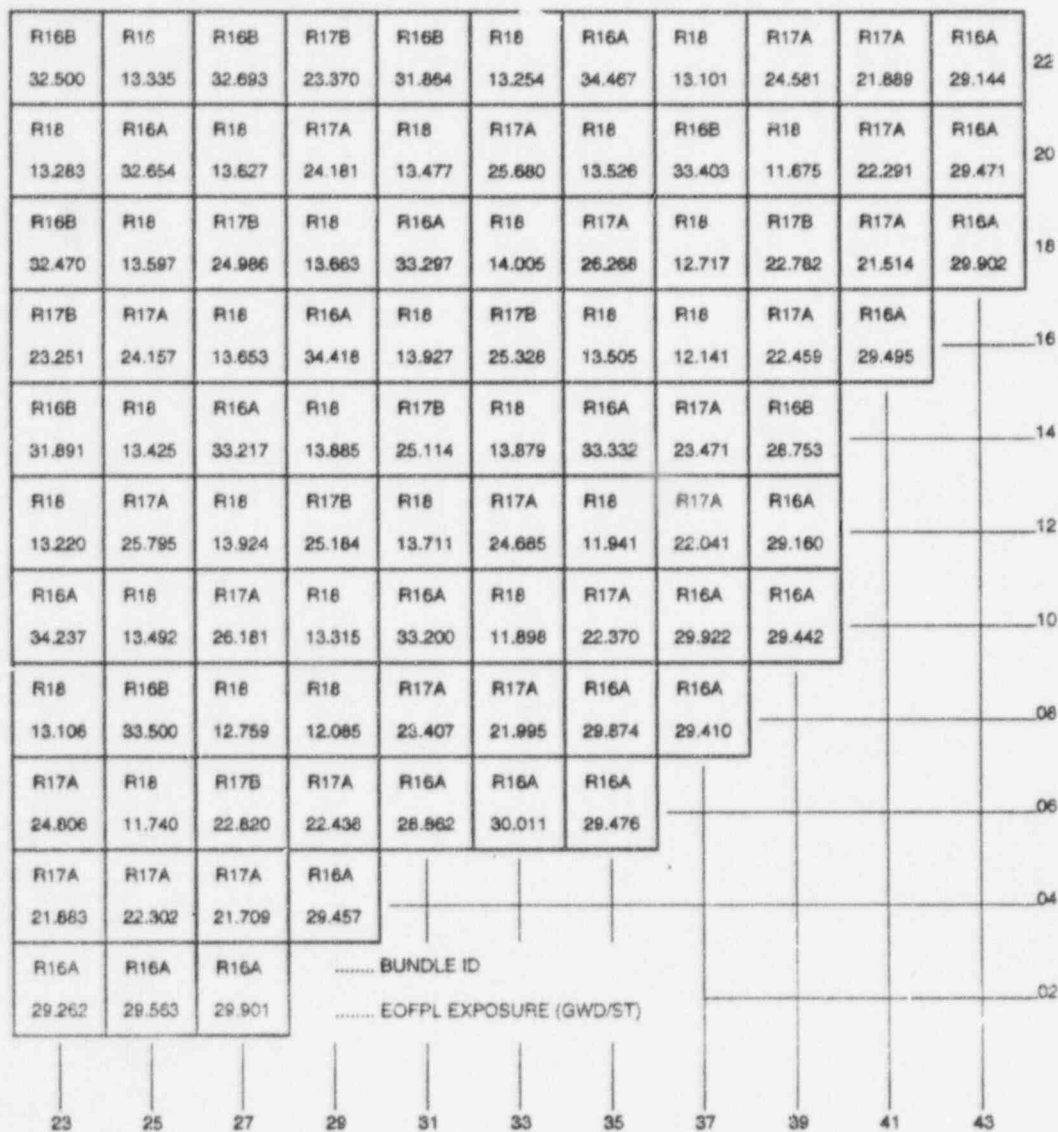 R16B R18 R16B R17B R16B R18 R16A R18 R17A R17A R16A
32.500 13.335 32.693 23.370 31.864 13.254 34.467 13.101 24.581 21.889 29.144 22
R18 R16A R18 R17A R18 R17A R18 R16B R18 R17A R16A
13.283 32.654 13.627 24.181 13.477 25.680 13.526 33.403 11.675 22.291 29.471 20
R16B R18 R17B R18 R16A R18 R17A R18 R17B R17A R16A
32.470 13.597 24.986 13.663 33.297 14.005 26.268 12.717 22.782 21.514 29.902 18
R17B R17A R18 R16A R18 R17B R18 R18 R17A R16A
23.251 24.157 13.653 34.418 13.927 25.328 13.505 12.141 22.459 29.495 16
R16B R18 R16A R18 R17B R18 R16A R17A R16B
31.891 13.425 33.217 13.885 25.114 13.879 33.332 23.471 28.753 14
R18 R17A R18 R17B R18 R17A R18 R17A R16A
13.220 25.795 13.924 25.184 13.711 24.685 11.941 22.041 29.160 12
R16A R18 R17A R18 R16A R18 R17A R16A R16A
34.237 13.492 26.181 13.315 33.200 11.898 22.370 29.922 29.442 10
R18 R16B R18 R18 R17A R17A R16A R16A
13.106 33.500 12.759 12.085 23.407 21.995 29.874 29.410 08
R17A R18 R17B R17A R16A R16A R16A
24.806 11.740 22.820 22.438 28.862 30.011 29.476 06
R17A R17A R17A R16A
21.883 22.302 21.709 29.457 04
R16A R16A R16A ........ BUNDLE ID
29.262 29.563 29.901 ........ EOFPL EXPOSURE (GWD/ST) 02
23 25 27 29 31 33 35 37 39 41 43